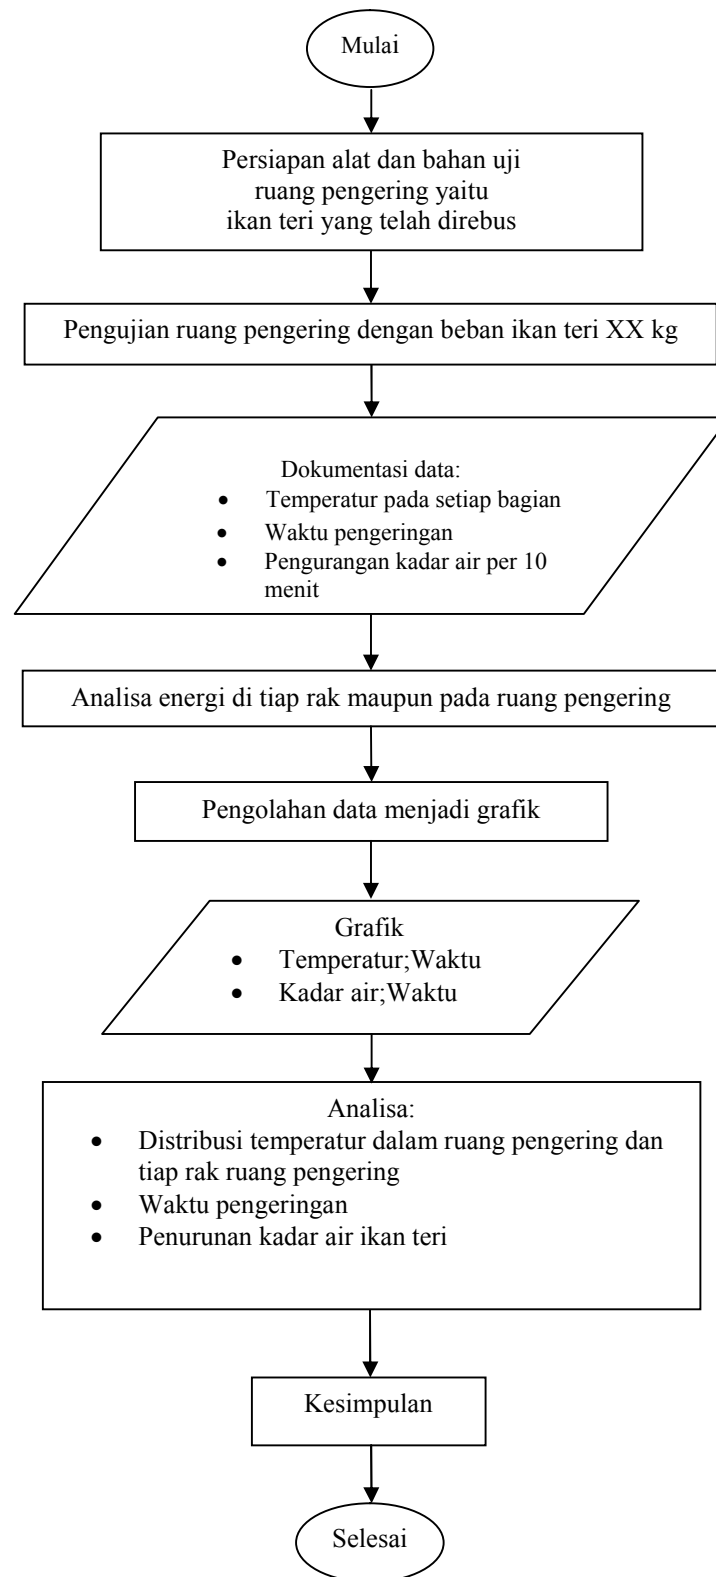 Mulai
Persiapan alat dan bahan uji
ruang pengering yaitu
ikan teri yang telah direbus
Pengujian ruang pengering dengan beban ikan teri XX kg
Dokumentasi data:
• Temperatur pada setiap bagian
• Waktu pengeringan
• Pengurangan kadar air per 10
menit
Analisa energi di tiap rak maupun pada ruang pengering
Pengolahan data menjadi grafik
Grafik
• Temperatur;Waktu
• Kadar air;Waktu
Analisa:
• Distribusi temperatur dalam ruang pengering dan
tiap rak ruang pengering
• Waktu pengeringan
• Penurunan kadar air ikan teri
Kesimpulan
Selesai